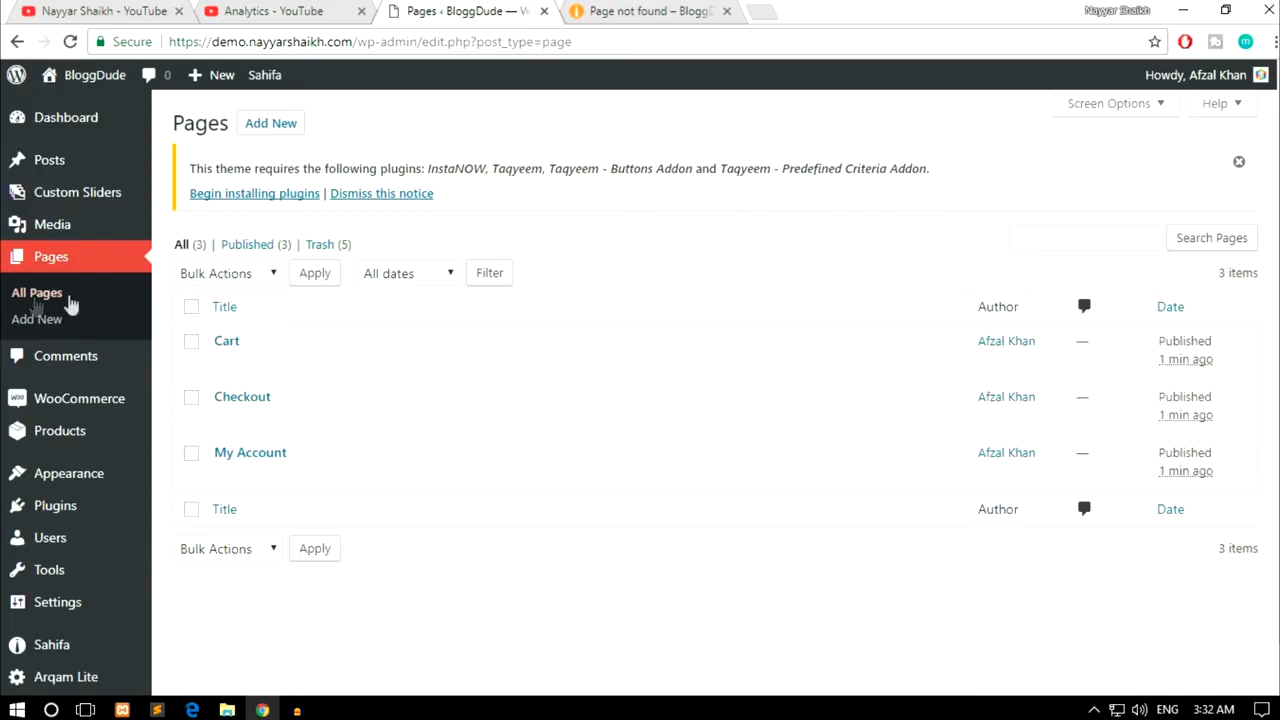 Nayyar Shaikh - YouTube
Analytics - YouTube
Pages ‹ BloggDude — W
Page not found – BloggD
Nayyar Shaikh
Secure
https://demo.nayyarshaikh.com/wp-admin/edit.php?post_type=page
BloggDude
0
New
Sahifa
Howdy, Afzal Khan
Dashboard
Posts
Custom Sliders
Media
Pages
All Pages
Add New
Comments
WooCommerce
Products
Appearance
Plugins
Users
Tools
Settings
Sahifa
Arqam Lite
Screen Options
Help
Pages
Add New
This theme requires the following plugins: InstaNOW, Taqyeem, Taqyeem - Buttons Addon and Taqyeem - Predefined Criteria Addon.
Begin installing plugins | Dismiss this notice
All (3) | Published (3) | Trash (5)
Search Pages
Bulk Actions
Apply
All dates
Filter
3 items
Title
Author
Date
Cart
Afzal Khan
—
Published
1 min ago
Checkout
Afzal Khan
—
Published
1 min ago
My Account
Afzal Khan
—
Published
1 min ago
Title
Author
Date
Bulk Actions
Apply
3 items
ENG
3:32 AM